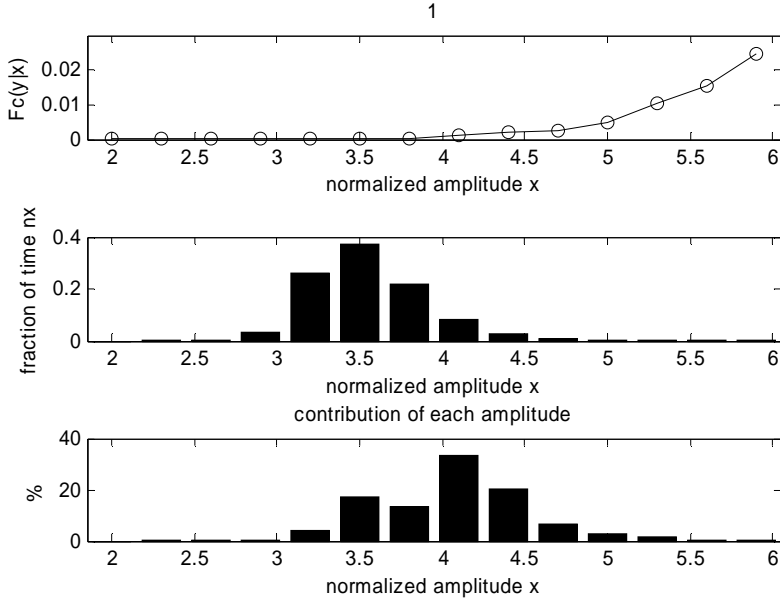 1
Fc(y|x)
0.02
0.01
0
2 2.5 3 3.5 4 4.5 5 5.5 6
normalized amplitude x
fraction of time nx
0.4
0.2
0
2 2.5 3 3.5 4 4.5 5 5.5 6
normalized amplitude x
contribution of each amplitude
%
40
20
0
2 2.5 3 3.5 4 4.5 5 5.5 6
normalized amplitude x